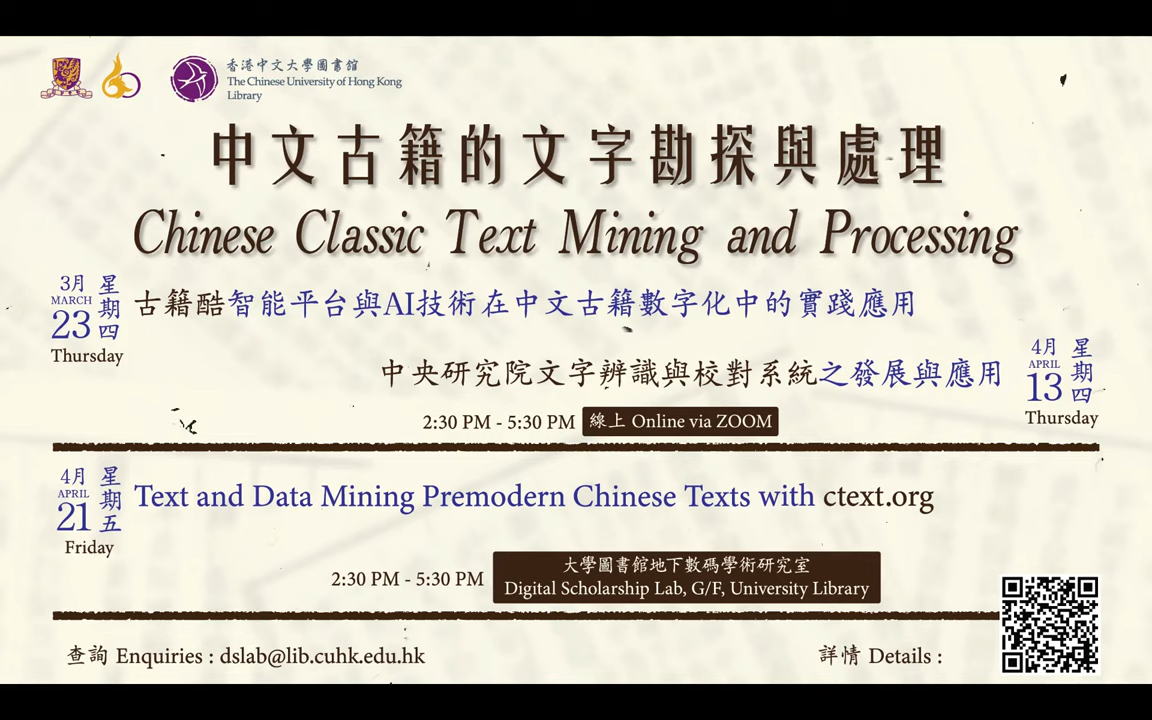 香港中文大學圖書館
The Chinese University of Hong Kong
Library
中文古籍的文字勘探與處理
Chinese Classic Text Mining and Processing
3月 星期四
MARCH
23
Thursday
古籍酷智能平台與AI技術在中文古籍數字化中的實踐應用
中央研究院文字辨識與校對系統之發展與應用
4月 星期四
APRIL
13
Thursday
2:30 PM - 5:30 PM 線上 Online via ZOOM
4月 星期五
APRIL
21
Friday
Text and Data Mining Premodern Chinese Texts with ctext.org
2:30 PM - 5:30 PM
大學圖書館地下數碼學術研究室
Digital Scholarship Lab, G/F, University Library
查詢 Enquiries : dslab@lib.cuhk.edu.hk
詳情 Details :